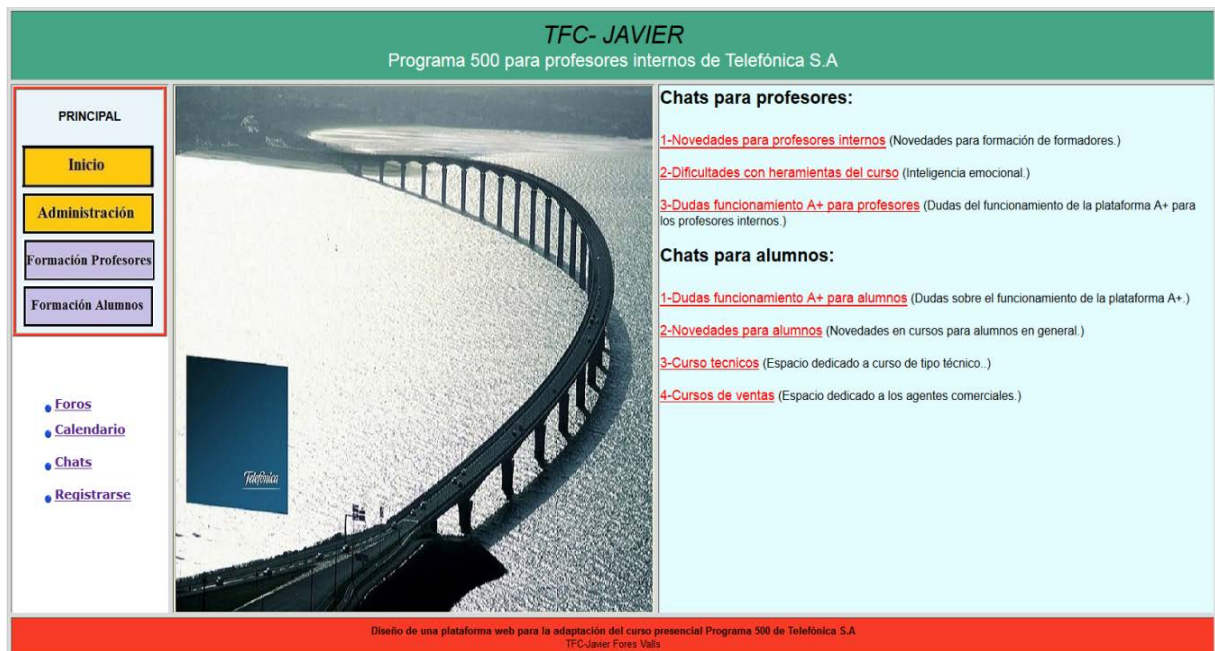 TFC- JAVIER
Programa 500 para profesores internos de Telefónica S.A
PRINCIPAL
Inicio
Administración
Formación Profesores
Formación Alumnos
Foros
Calendario
Chats
Registrarse
Telefónica
Chats para profesores:
1-Novedades para profesores internos (Novedades para formación de formadores.)
2-Dificultades con heramientas del curso (Inteligencia emocional.)
3-Dudas funcionamiento A+ para profesores (Dudas del funcionamiento de la plataforma A+ para
los profesores internos.)
Chats para alumnos:
1-Dudas funcionamiento A+ para alumnos (Dudas sobre el funcionamiento de la plataforma A+.)
2-Novedades para alumnos (Novedades en cursos para alumnos en general.)
3-Curso tecnicos (Espacio dedicado a curso de tipo técnico..)
4-Cursos de ventas (Espacio dedicado a los agentes comerciales.)
Diseño de una plataforma web para la adaptación del curso presencial Programa 500 de Telefónica S.A
TFC-Javier Fores Valls